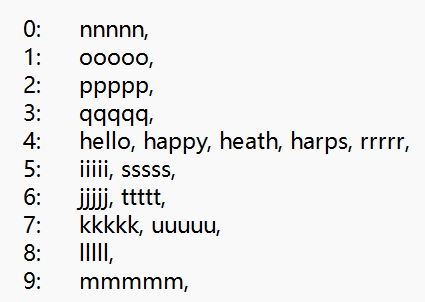 0: nnnnn,
1: ooooo,
2: ppppp,
3: qqqqq,
4: hello, happy, heath, harps, rrrrr,
5: iiiii, sssss,
6: jjjjj, ttttt,
7: kkkkk, uuuuu,
8: lllll,
9: mmmmm,